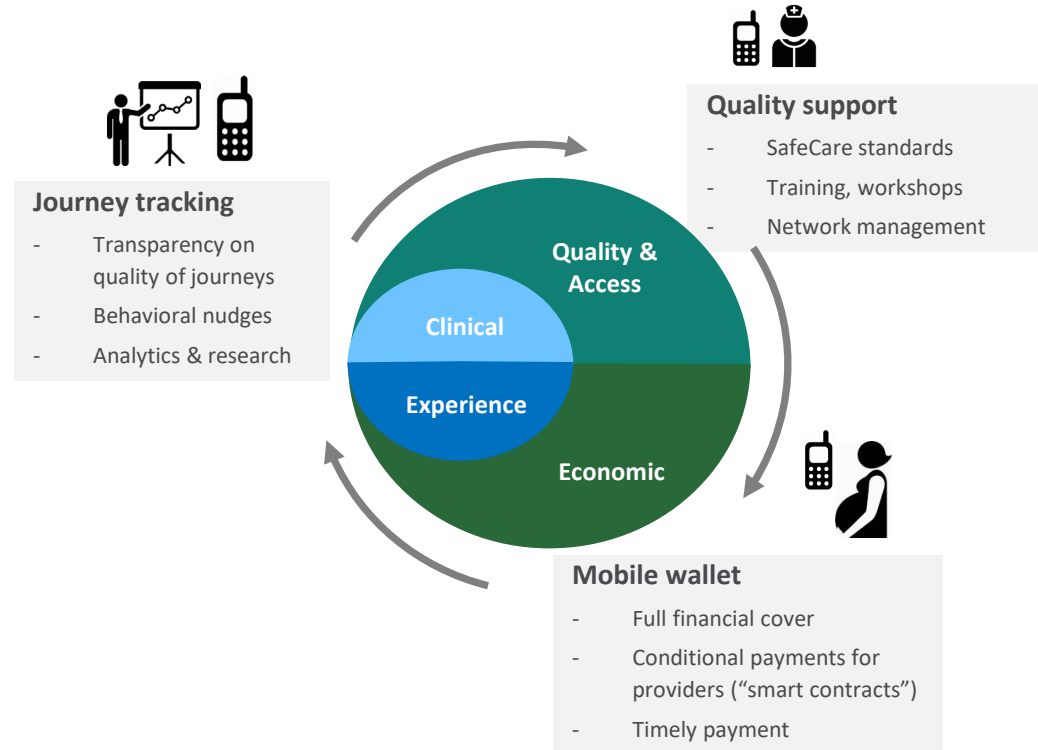 Quality support
- SafeCare standards
- Training, workshops
- Network management
Journey tracking
- Transparency on
quality of journeys
- Behavioral nudges
- Analytics & research
Quality &
Access
Clinical
Experience
Economic
Mobile wallet
- Full financial cover
- Conditional payments for
providers (“smart contracts”)
- Timely payment